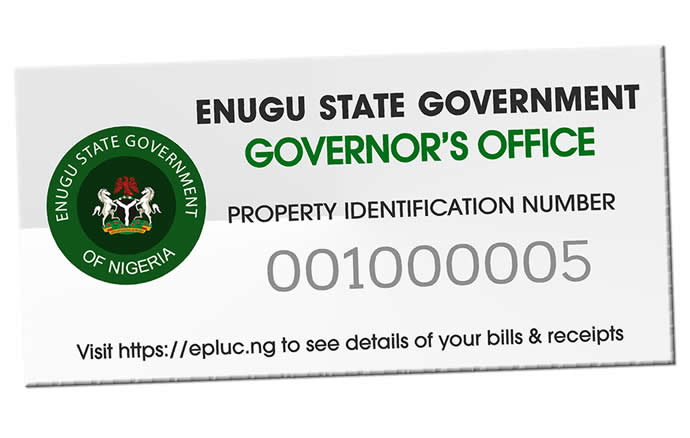 ENUGU STATE GOVERNMENT
GOVERNOR'S OFFICE
ENUGU STATE GOVERNMENT
OF NIGERIA
PROPERTY IDENTIFICATION NUMBER
001000005
Visit https://epluc.ng to see details of your bills & receipts